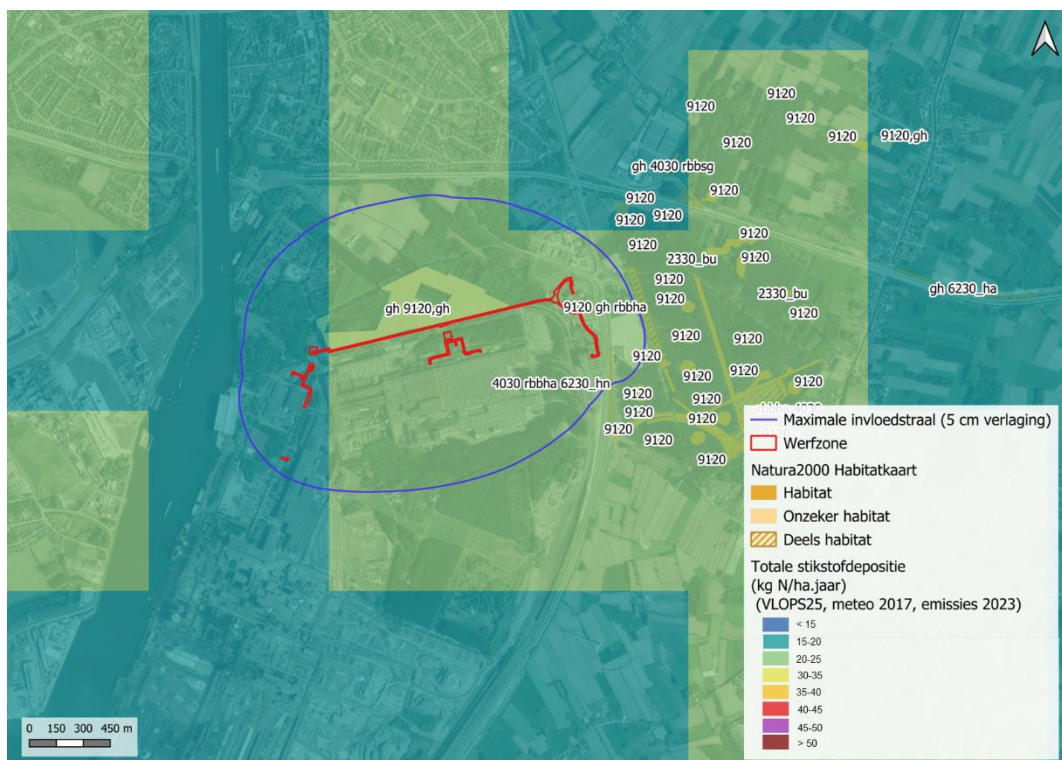 9120
9120
9120
9120
9120
9120,gh
gh 4030 rbbsg
9120
9120
9120
9120
9120
9120
9120
2330_bu
9120
9120
2330_bu
9120
9120
gh 6230_ha
gh 9120,gh
9120 gh rbbha
9120
9120
9120
9120
9120
9120
4030 rbbha 6230_hn
9120
9120
9120
9120
9120
9120
9120
9120
Maximale invloedstraal (5 cm verlaging)
Werfzone
Natura2000 Habitatkaart
Habitat
Onzeker habitat
Deels habitat
Totale stikstofdepositie
(kg N/ha.jaar)
(VLOPS25, meteo 2017, emissies 2023)
< 15
15-20
20-25
30-35
35-40
40-45
45-50
> 50
0 150 300 450 m